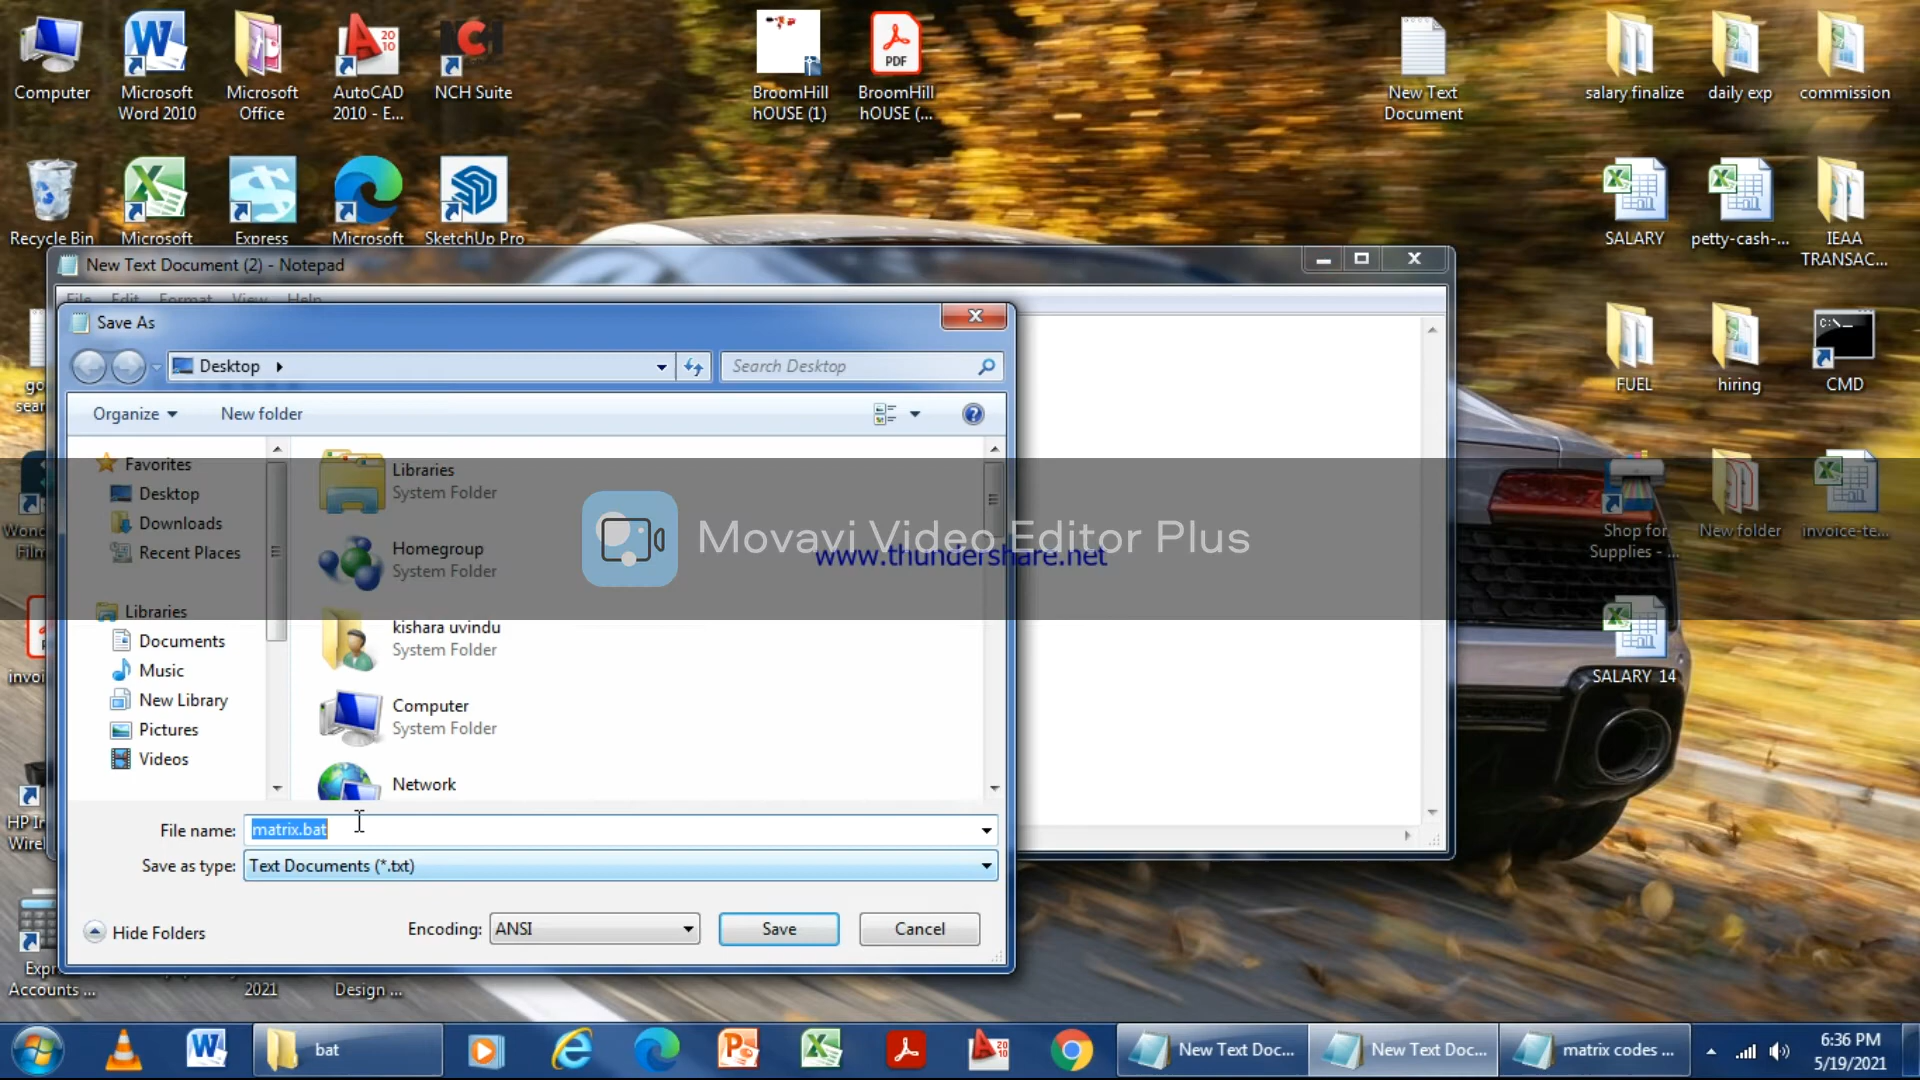 Computer
Microsoft
Word 2010
Microsoft
Office
AutoCAD
2010 - E...
NCH Suite
BroomHill
hOUSE (1)
BroomHill
hOUSE (...
PDF
New Text
Document
salary finalize
daily exp
commission
Recycle Bin
Microsoft
Express
Microsoft
SketchUp Pro
SALARY
petty-cash-...
IEAA
TRANSAC...
New Text Document (2) - Notepad
File Edit Format View Help
Save As
Desktop
Search Desktop
Organize
New folder
FUEL
hiring
CMD
Favorites
Desktop
Downloads
Recent Places
Libraries
Documents
Music
New Library
Pictures
Videos
Libraries
System Folder
Homegroup
System Folder
kishara uvindu
System Folder
Computer
System Folder
Network
Movavi Video Editor Plus
www.thundershare.net
Shop for
Supplies - ...
New folder
invoice-te...
SALARY 14
File name: matrix.bat
Save as type: Text Documents (*.txt)
Hide Folders
Encoding: ANSI
Save
Cancel
Accounts ...
2021
Design ...
bat
New Text Doc...
New Text Doc...
matrix codes ...
6:36 PM
5/19/2021